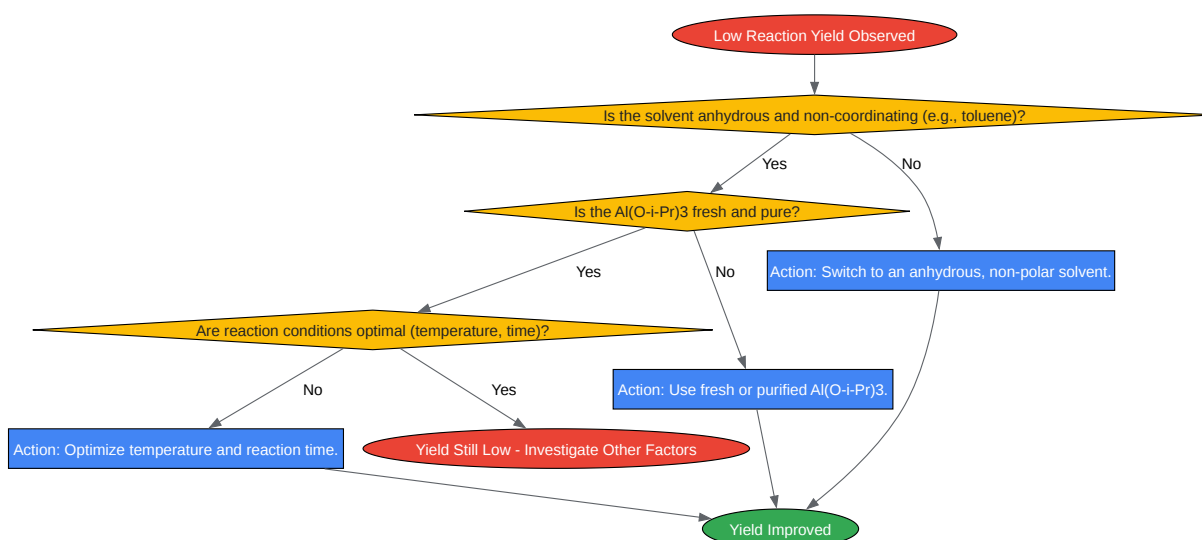 Low Reaction Yield Observed
Is the solvent anhydrous and non-coordinating (e.g., toluene)?
Yes
No
Is the Al(O-i-Pr)3 fresh and pure?
Yes
No
Action: Switch to an anhydrous, non-polar solvent.
Are reaction conditions optimal (temperature, time)?
No
Yes
Action: Use fresh or purified Al(O-i-Pr)3.
Action: Optimize temperature and reaction time.
Yield Still Low - Investigate Other Factors
Yield Improved